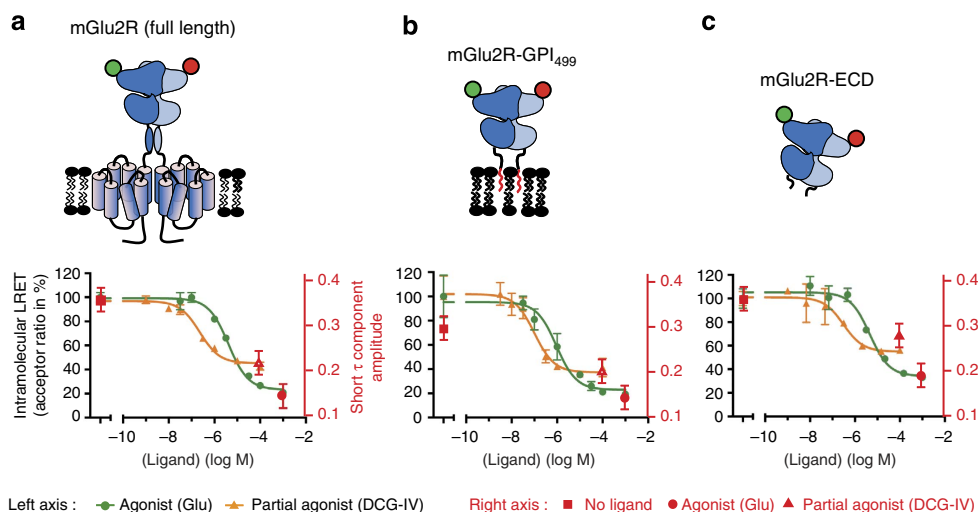 a
mGlu2R (full length)
b
mGlu2R-GPI499
c
mGlu2R-ECD
Intramolecular LRET
(acceptor ratio in %)
120
100
80
60
40
20
0
−10 −8 −6 −4 −2
(Ligand) (log M)
0.4
0.3
0.2
0.1
Short τ component
amplitude
120
100
80
60
40
20
0
−10 −8 −6 −4 −2
(Ligand) (log M)
0.4
0.3
0.2
0.1
120
100
80
60
40
20
0
−10 −8 −6 −4 −2
(Ligand) (log M)
0.4
0.3
0.2
0.1
Left axis : Agonist (Glu) Partial agonist (DCG-IV) Right axis : No ligand Agonist (Glu) Partial agonist (DCG-IV)